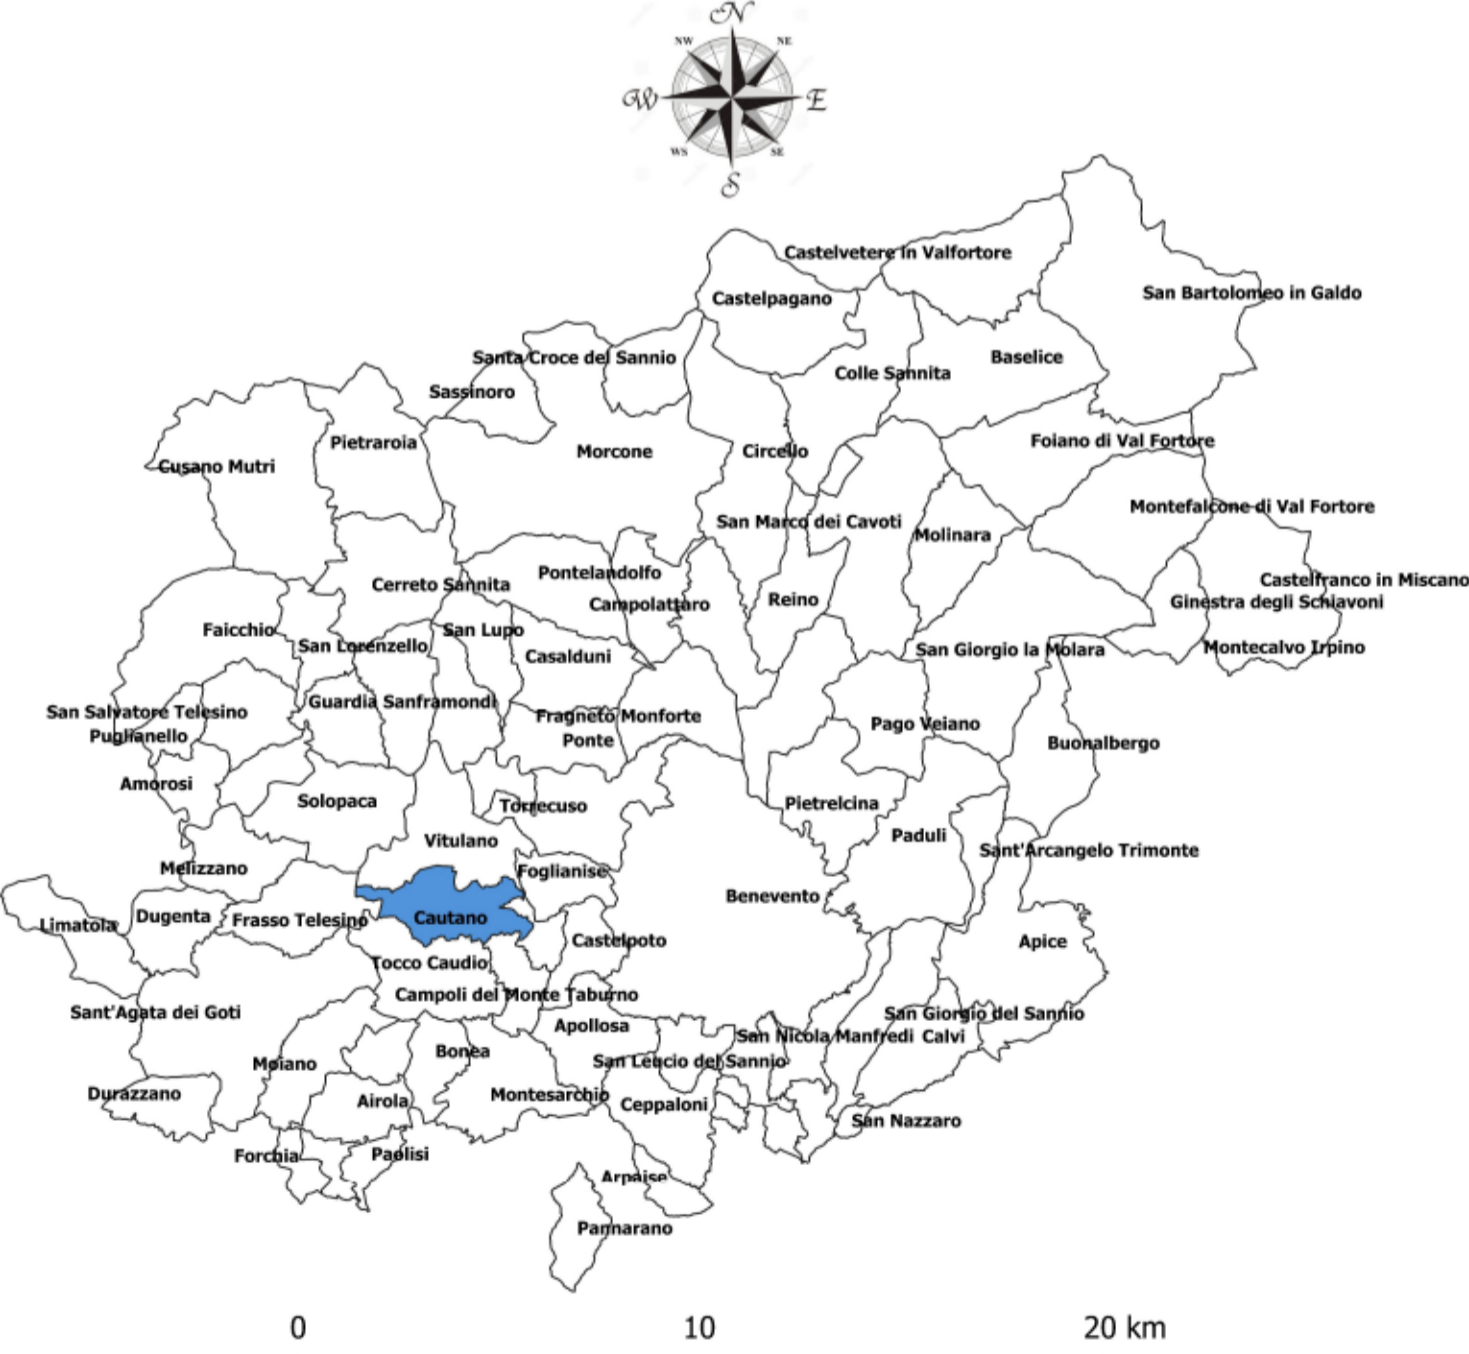 N
NW
NE
W
E
WS
SE
S
Castelvetere in Valfortore
San Bartolomeo in Galdo
Castelpagano
Santa Croce del Sannio
Baselice
Colle Sannita
Sassinoro
Foiano di Val Fortore
Pietraroia
Morcone
Circello
Cusano Mutri
Montefalcone di Val Fortore
San Marco dei Cavoti
Molinara
Pontelandolfo
Castelfranco in Miscano
Cerreto Sannita
Reino
Ginestra degli Schiavoni
Campolattaro
Faicchio
San Lupo
San Lorenzello
Montecalvo Irpino
San Giorgio la Molara
Casalduni
Guardia Sanframondi
San Salvatore Telesino
Fragneto Monforte
Pago Veiano
Puglianello
Ponte
Buonalbergo
Amorosi
Solopaca
Pietrelcina
Torrecuso
Paduli
Vitulano
Sant'Arcangelo Trimonte
Melizzano
Foglianise
Benevento
Dugenta
Cautano
Frasso Telesino
Limatola
Castelpoto
Apice
Tocco Caudio
Campoli del Monte Taburno
Sant'Agata dei Goti
San Giorgio del Sannio
Apollosa
San Nicola Manfredi
Calvi
Bonea
San Leucio del Sannio
Moiano
Durazzano
Montesarchio
Airola
Ceppaloni
San Nazzaro
Forchia
Paolisi
Arpaise
Pannarano
0 10 20 km